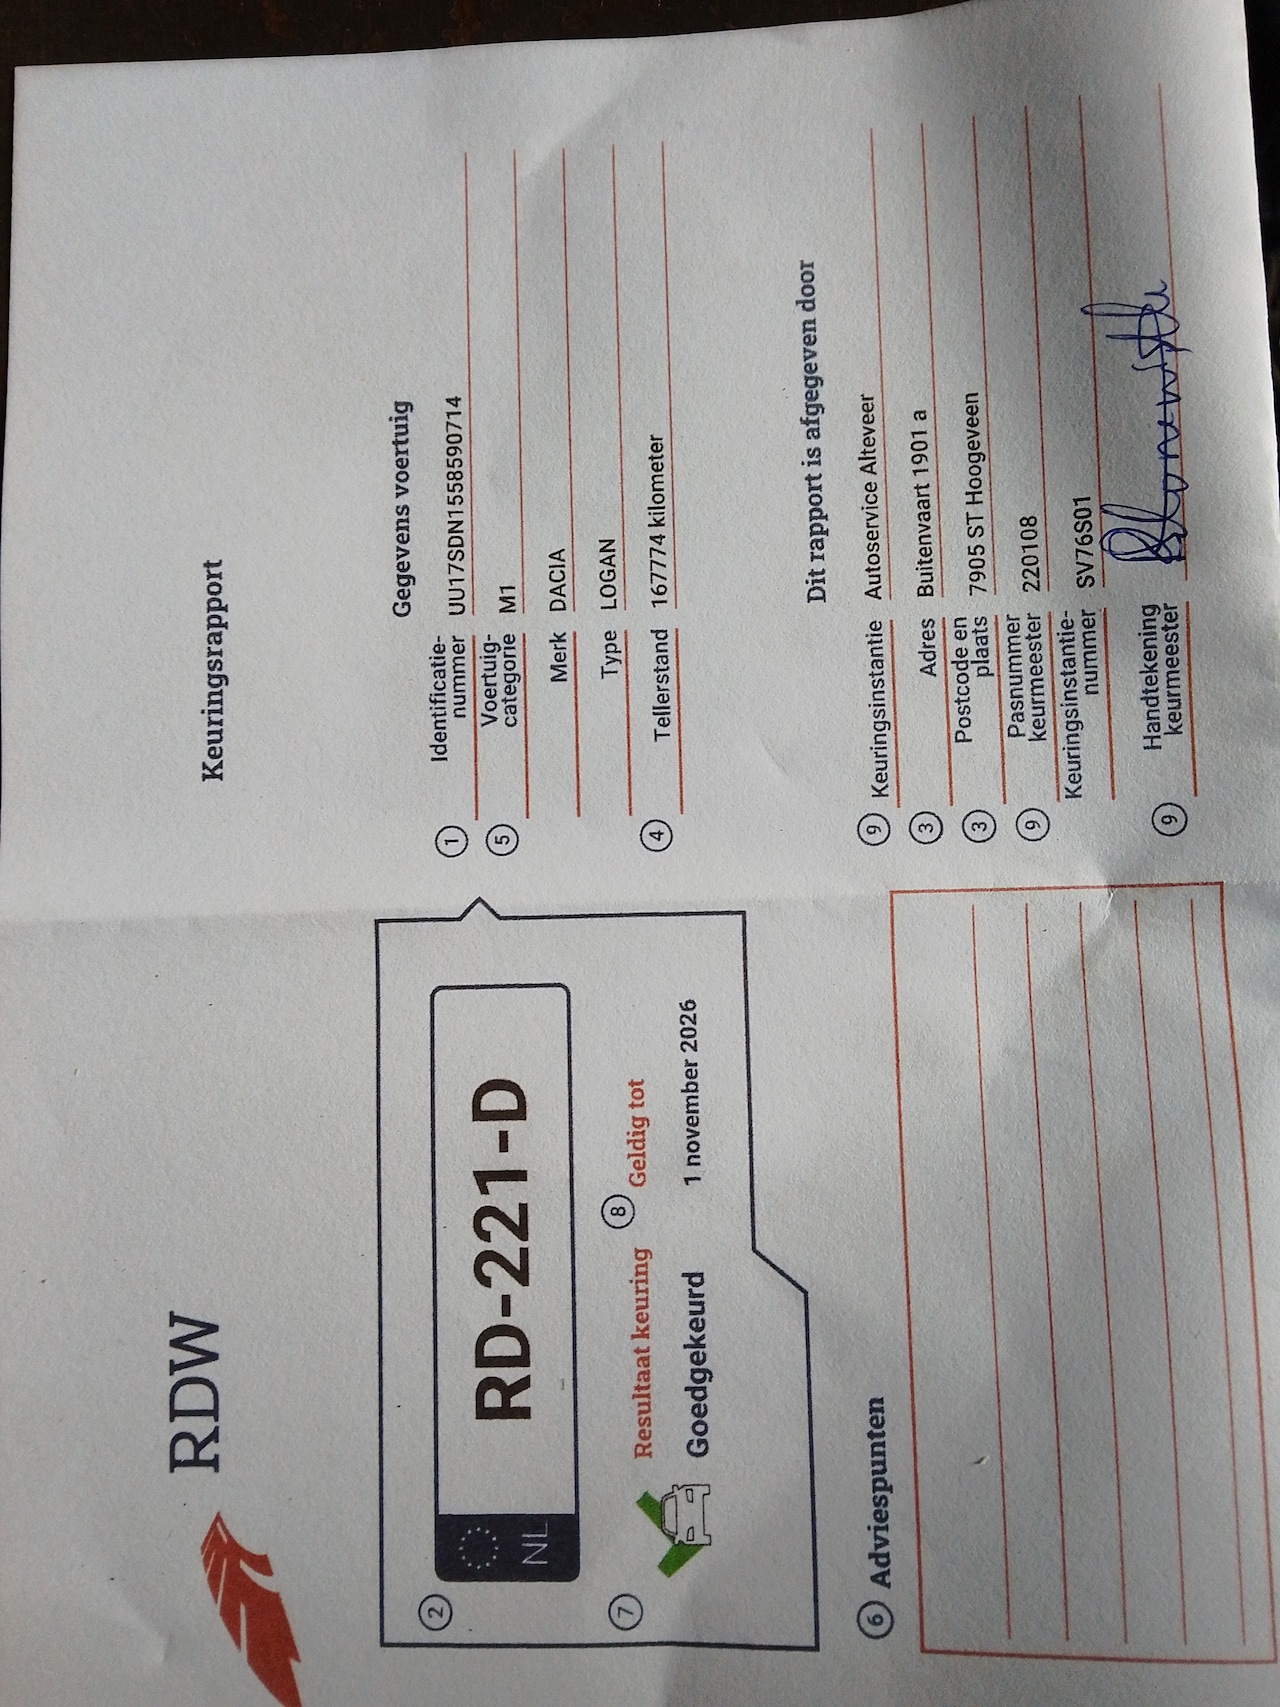 RDW
Keuringsrapport
2
NL
RD-221-D
7
Resultaat keuring
Goedgekeurd
8
Geldig tot
1 november 2026
Gegevens voertuig
1 Identificatie-
nummer UU17SDN1558590714
5 Voertuig-
categorie M1
Merk DACIA
Type LOGAN
4 Tellerstand 167774 kilometer
6 Adviespunten
Dit rapport is afgegeven door
9 Keuringsinstantie Autoservice Alteveer
3 Adres Buitenvaart 1901 a
3 Postcode en
plaats 7905 ST Hoogeveen
9 Pasnummer
keurmeester 220108
Keuringsinstantie-
nummer SV76S01
9 Handtekening
keurmeester